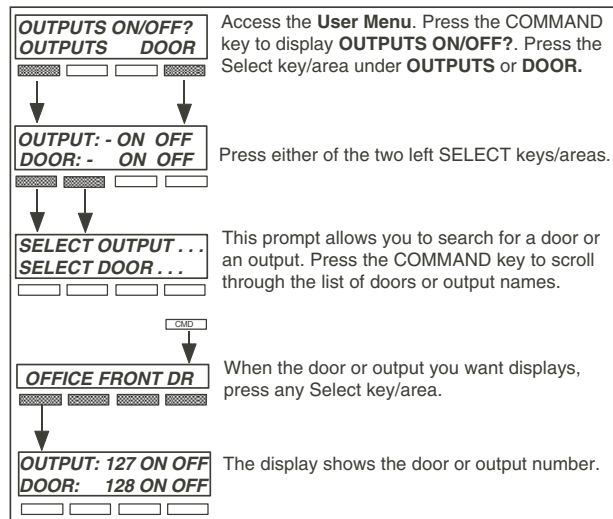 OUTPUTS ON/OFF?
OUTPUTS DOOR
Access the User Menu. Press the COMMAND
key to display OUTPUTS ON/OFF?. Press the
Select key/area under OUTPUTS or DOOR.
OUTPUT: - ON OFF
DOOR: - ON OFF
Press either of the two left SELECT keys/areas.
SELECT OUTPUT . . .
SELECT DOOR . . .
This prompt allows you to search for a door or
an output. Press the COMMAND key to scroll
through the list of doors or output names.
CMD
OFFICE FRONT DR
When the door or output you want displays,
press any Select key/area.
OUTPUT: 127 ON OFF
DOOR: 128 ON OFF
The display shows the door or output number.